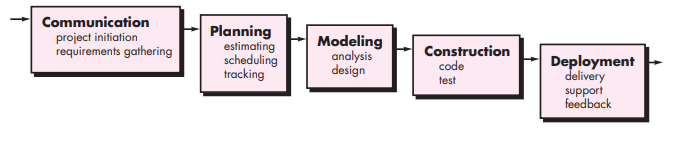 Communication
project initiation
requirements gathering
Planning
estimating
scheduling
tracking
Modeling
analysis
design
Construction
code
test
Deployment
delivery
support
feedback